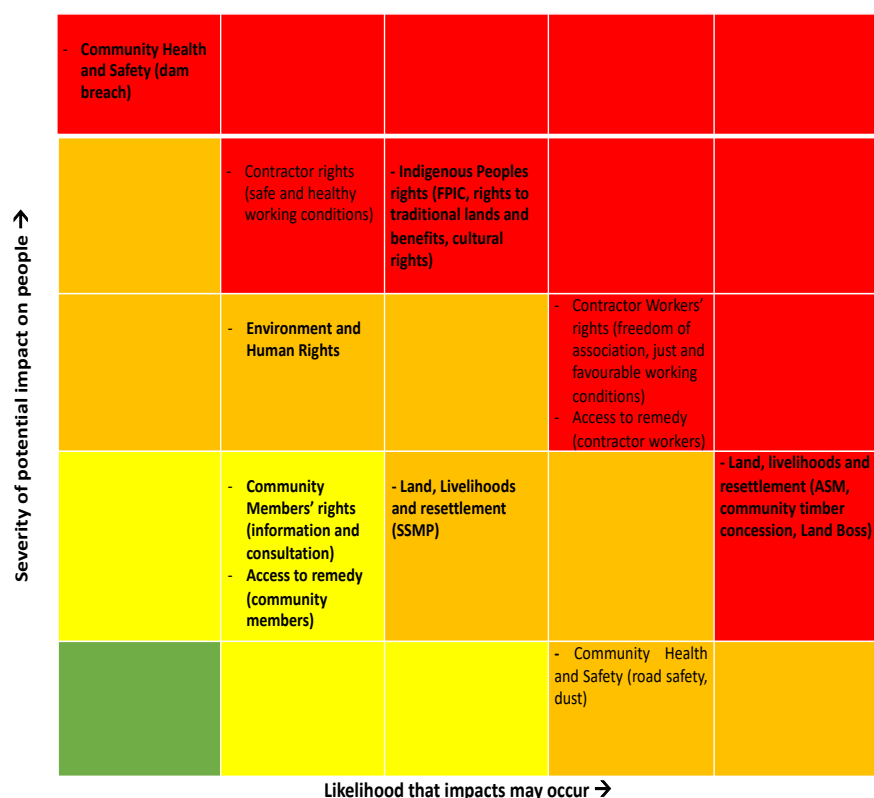 - Community Health
and Safety (dam
breach)
- Contractor rights
(safe and healthy
working conditions)
- Indigenous Peoples
rights (FPIC, rights to
traditional lands and
benefits, cultural
rights)
- Environment and
Human Rights
- Contractor Workers’
rights (freedom of
association, just and
favourable working
conditions)
- Access to remedy
(contractor workers)
- Community
Members’ rights
(information and
consultation)
- Access to remedy
(community
members)
- Land, Livelihoods
and resettlement
(SSMP)
- Land, livelihoods and
resettlement (ASM,
community timber
concession, Land Boss)
- Community Health
and Safety (road safety,
dust)
Severity of potential impact on people →
Likelihood that impacts may occur →